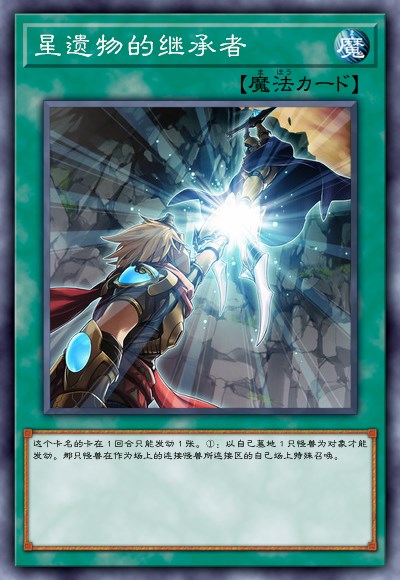 星遗物的继承者
魔
【魔法カード】
ま ほう
这个卡名的卡在1回合只能发动1张。①：以自己墓地1只怪兽为对象才能
发动。那只怪兽在作为场上的连接怪兽所连接区的自己场上特殊召唤。